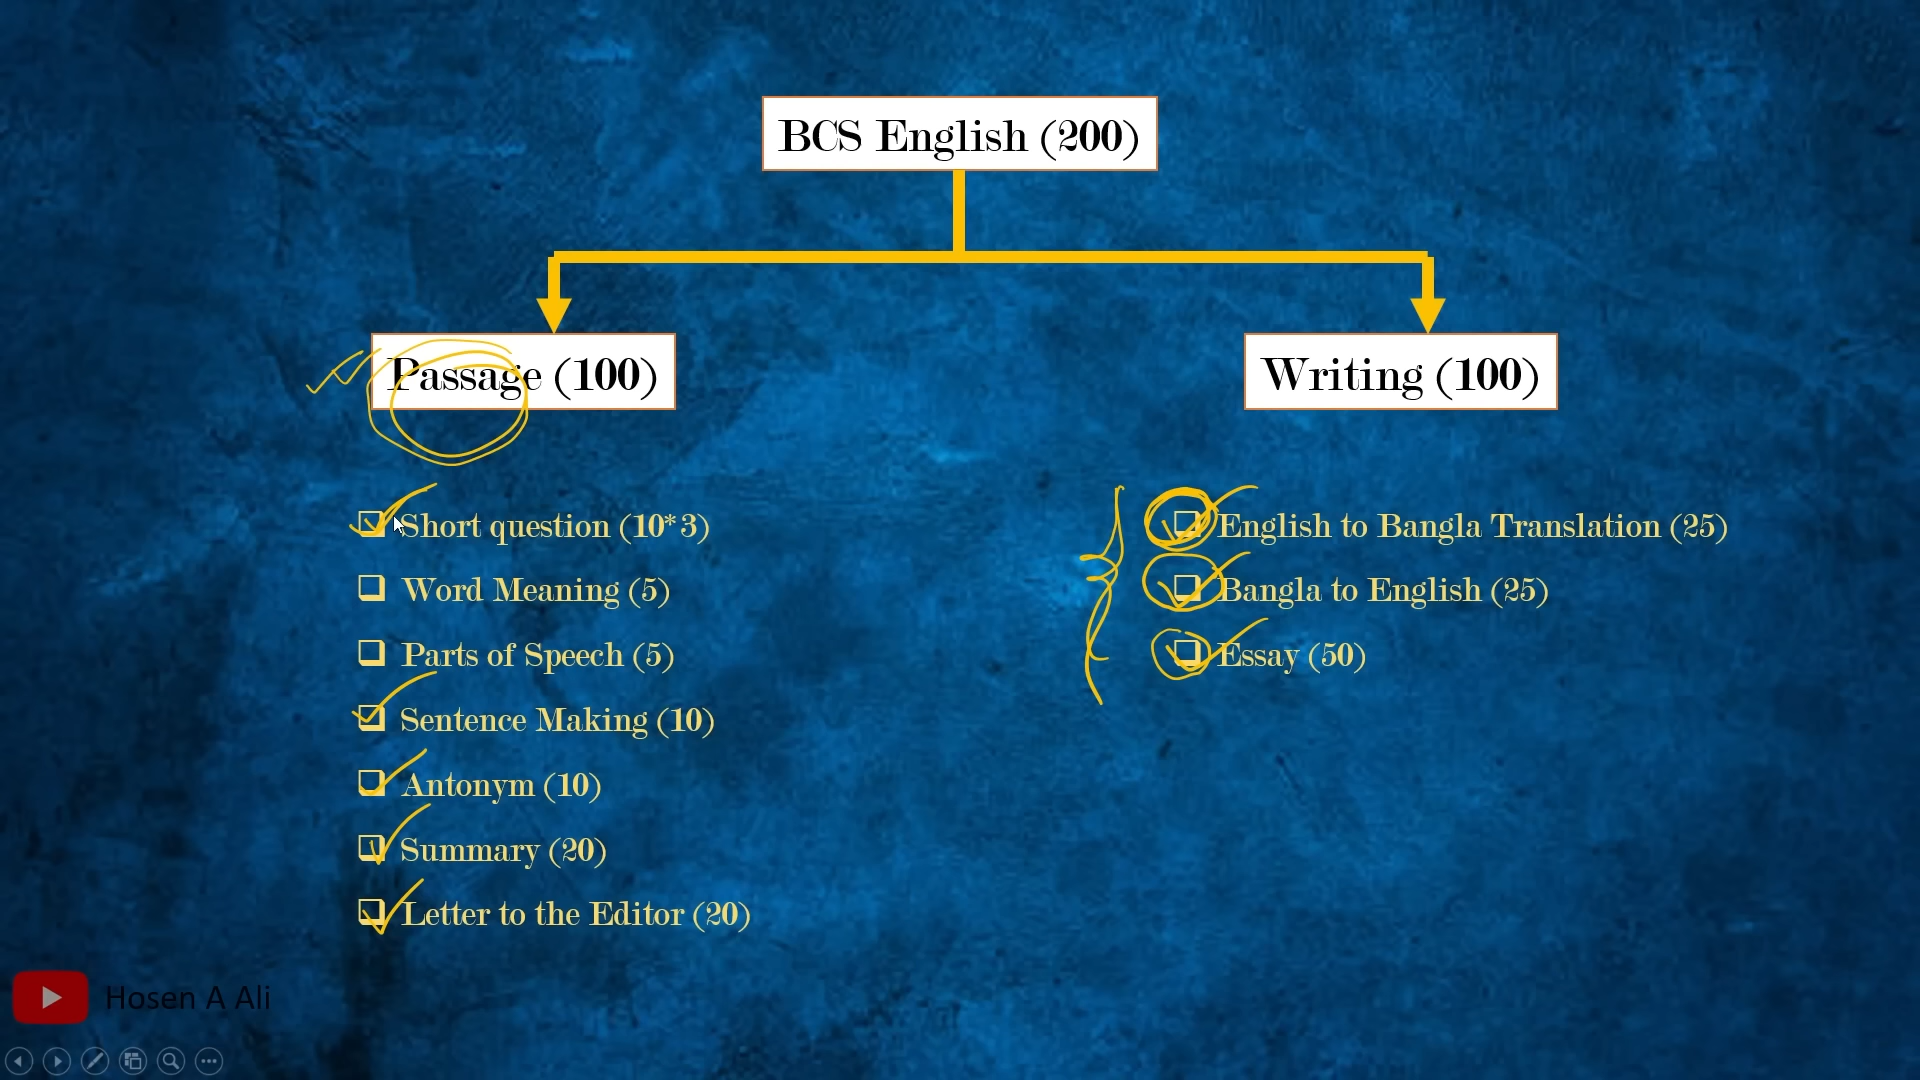 BCS English (200)
Passage (100)
Writing (100)
Short question (10*3)
Word Meaning (5)
Parts of Speech (5)
Sentence Making (10)
Antonym (10)
Summary (20)
Letter to the Editor (20)
English to Bangla Translation (25)
Bangla to English (25)
Essay (50)
Hosen A Ali